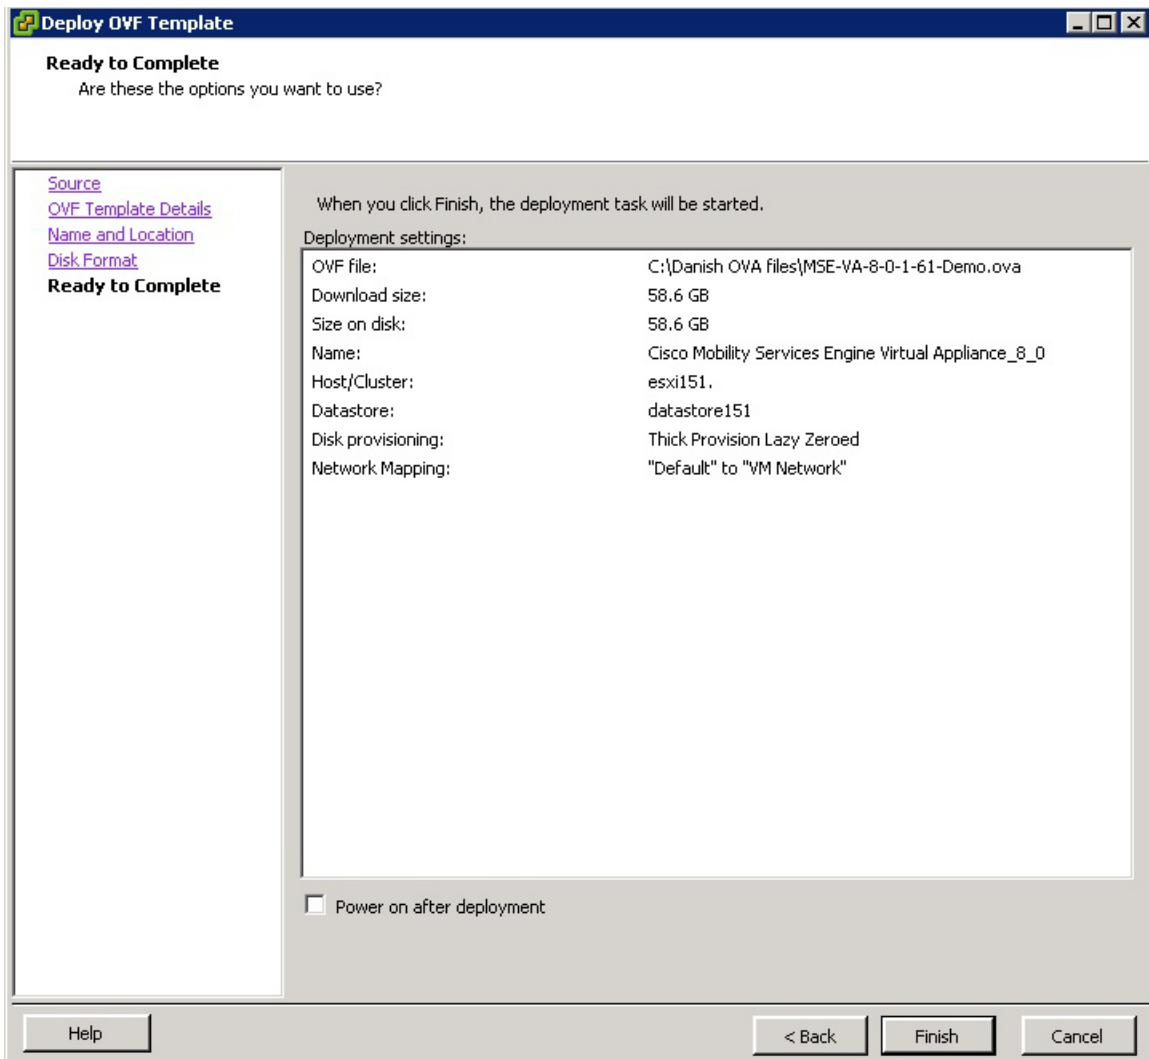 Deploy OVF Template
Ready to Complete
Are these the options you want to use?
Source
OVF Template Details
Name and Location
Disk Format
Ready to Complete
When you click Finish, the deployment task will be started.
Deployment settings:
OVF file: C:\Danish OVA files\MSE-VA-8-0-1-61-Demo.ova
Download size: 58.6 GB
Size on disk: 58.6 GB
Name: Cisco Mobility Services Engine Virtual Appliance_8_0
Host/Cluster: esxi151.
Datastore: datastore151
Disk provisioning: Thick Provision Lazy Zeroed
Network Mapping: "Default" to "VM Network"
Power on after deployment
Help < Back Finish Cancel